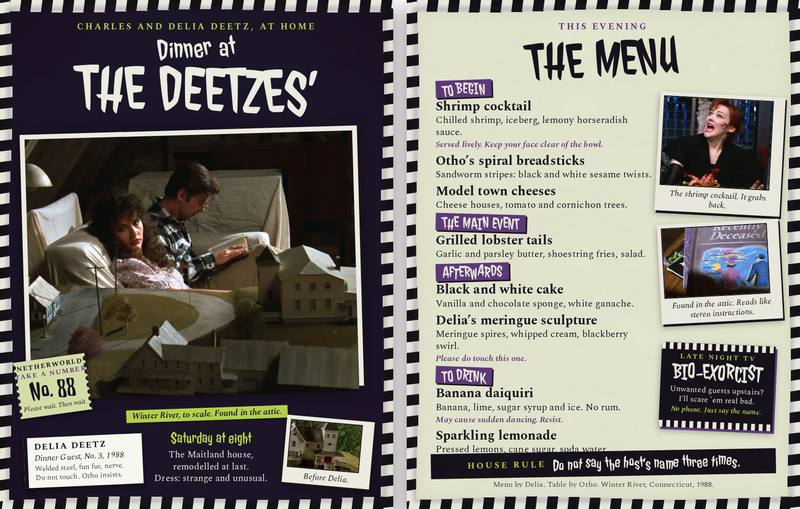 CHARLES AND DELIA DEETZ, AT HOME
Dinner at
THE DEETZES'
NETHERWORLD
TAKE A NUMBER
No. 88
Please wait. Then wait.
Winter River, to scale. Found in the attic.
DELIA DEETZ
Dinner Guest, No. 3, 1988
Welded steel, fun fur, nerve.
Do not touch. Otho insists.
Saturday at eight
The Maitland house,
remodelled at last.
Dress: strange and unusual.
Before Delia.
THIS EVENING
THE MENU
TO BEGIN
Shrimp cocktail
Chilled shrimp, iceberg, lemony horseradish
sauce.
Served lively. Keep your face clear of the bowl.
Otho's spiral breadsticks
Sandworm stripes: black and white sesame twists.
Model town cheeses
Cheese houses, tomato and cornichon trees.
THE MAIN EVENT
Grilled lobster tails
Garlic and parsley butter, shoestring fries, salad.
AFTERWARDS
Black and white cake
Vanilla and chocolate sponge, white ganache.
Delia's meringue sculpture
Meringue spires, whipped cream, blackberry
swirl.
Please do touch this one.
TO DRINK
Banana daiquiri
Banana, lime, sugar syrup and ice. No rum.
May cause sudden dancing. Resist.
Sparkling lemonade
Pressed lemons, cane sugar, soda water
The shrimp cocktail. It grabs
back.
Recently
Deceased
Found in the attic. Reads like
stereo instructions.
LATE NIGHT TV
BIO-EXORCIST
Unwanted guests upstairs?
I'll scare 'em real bad.
No phone. Just say the name.
HOUSE RULE Do not say the host's name three times.
Menu by Delia. Table by Otho. Winter River, Connecticut, 1988.